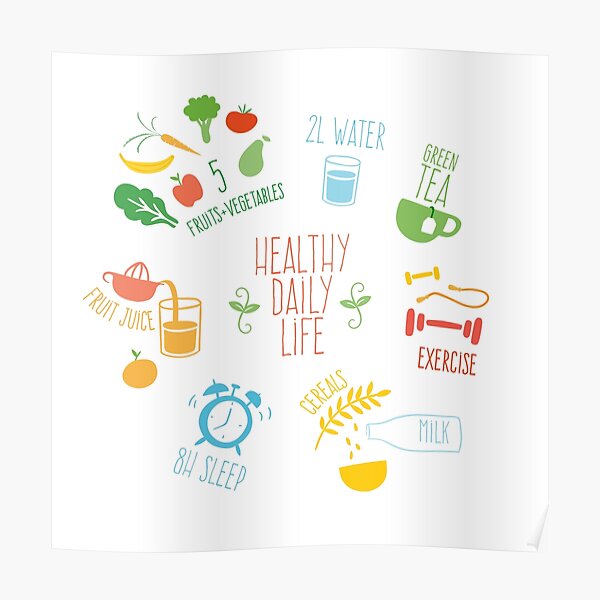 5
FRUITS+VEGETABLES
2L WATER
GREEN
TEA
HEALTHY
DAILY
LiFE
FRUIT JUICE
EXERCiSE
8H SLEEP
CEREALS
MiLK